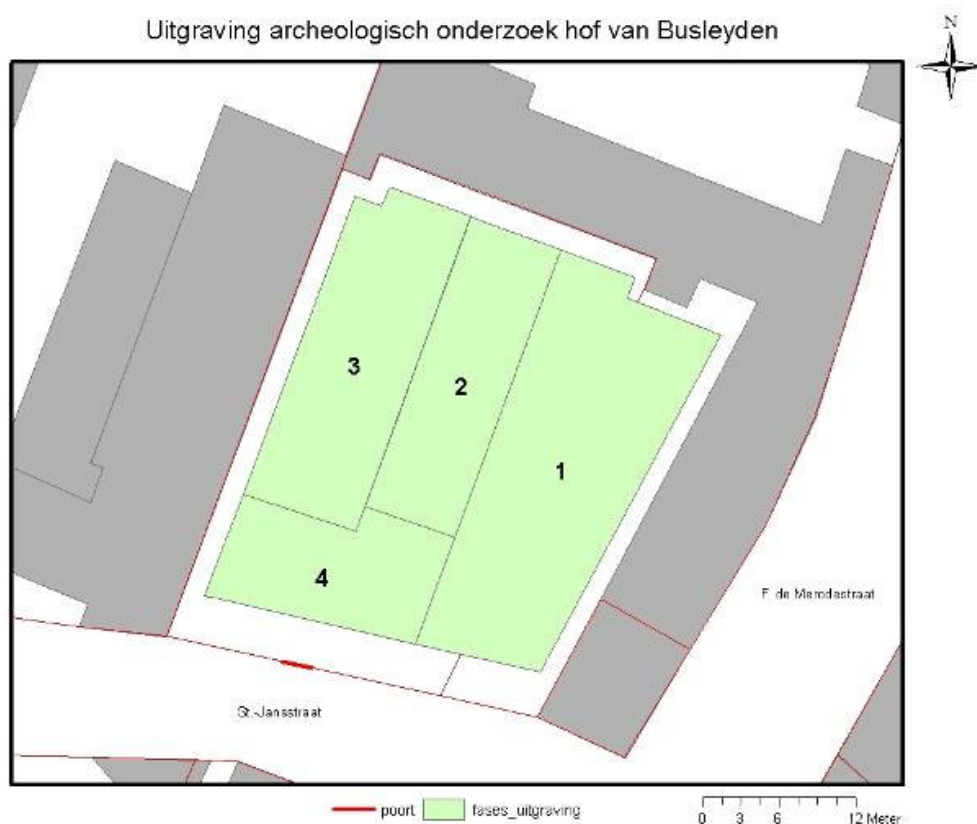 Uitgraving archeologisch onderzoek hof van Busleyden
N
3
2
1
4
F. de Merodestraat
St.-Jansstraat
poort
fases_uitgraving
0 3 6 12 Meter